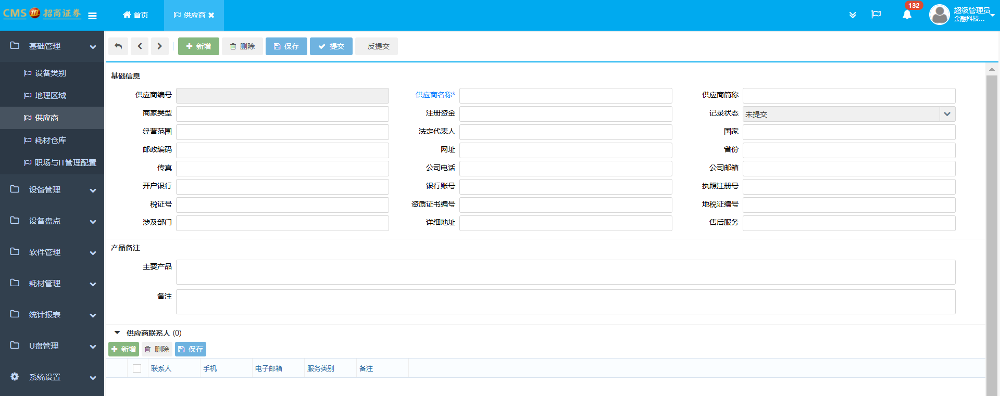 CMS 招商证券
首页
供应商
132
超级管理员
金融科技...
基础管理
设备类别
地理区域
供应商
耗材仓库
职场与IT管理配置
设备管理
设备盘点
软件管理
耗材管理
统计报表
U盘管理
系统设置
新增 删除 保存 提交 反提交
基础信息
供应商编号 供应商名称* 供应商简称
商家类型 注册资金 记录状态 未提交
经营范围 法定代表人 国家
邮政编码 网址 省份
传真 公司电话 公司邮箱
开户银行 银行账号 执照注册号
税证号 资质证书编号 地税证编号
涉及部门 详细地址 售后服务
产品备注
主要产品
备注
供应商联系人 (0)
新增 删除 保存
联系人 手机 电子邮箱 服务类别 备注